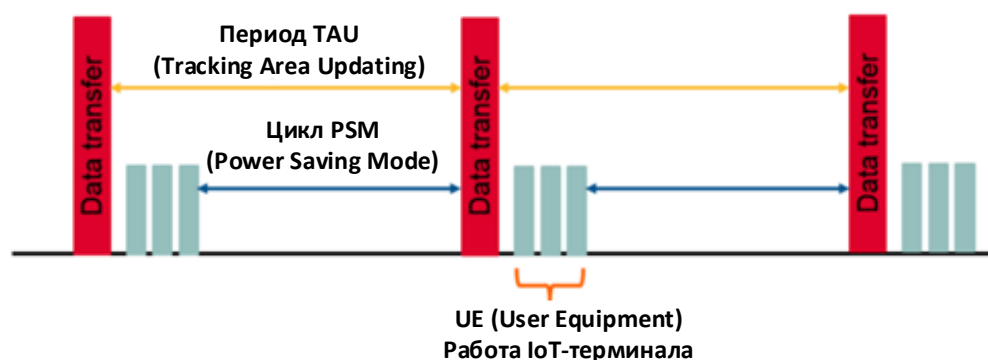 Период TAU
(Tracking Area Updating)
Цикл PSM
(Power Saving Mode)
Data transfer
Data transfer
Data transfer
UE (User Equipment)
Работа IoT-терминала